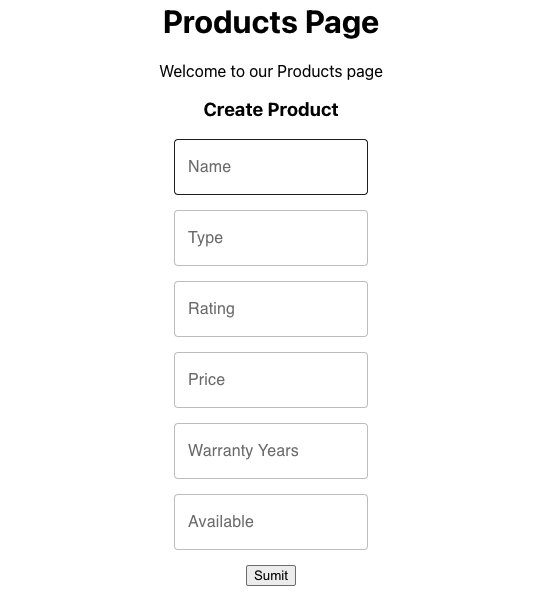 Products Page
Welcome to our Products page
Create Product
Name
Type
Rating
Price
Warranty Years
Available
Sumit